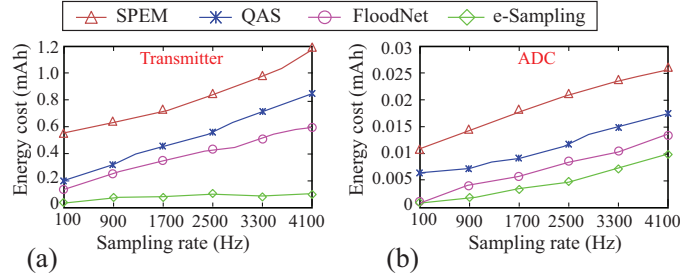 SPEM QAS FloodNet e-Sampling
Transmitter
Energy cost (mAh)
1.2
1.0
0.8
0.6
0.4
0.2
0
100 900 1700 2500 3300 4100
Sampling rate (Hz)
(a)
ADC
Energy cost (mAh)
0.03
0.025
0.02
0.015
0.01
0.005
0
100 900 1700 2500 3300 4100
Sampling rate (Hz)
(b)